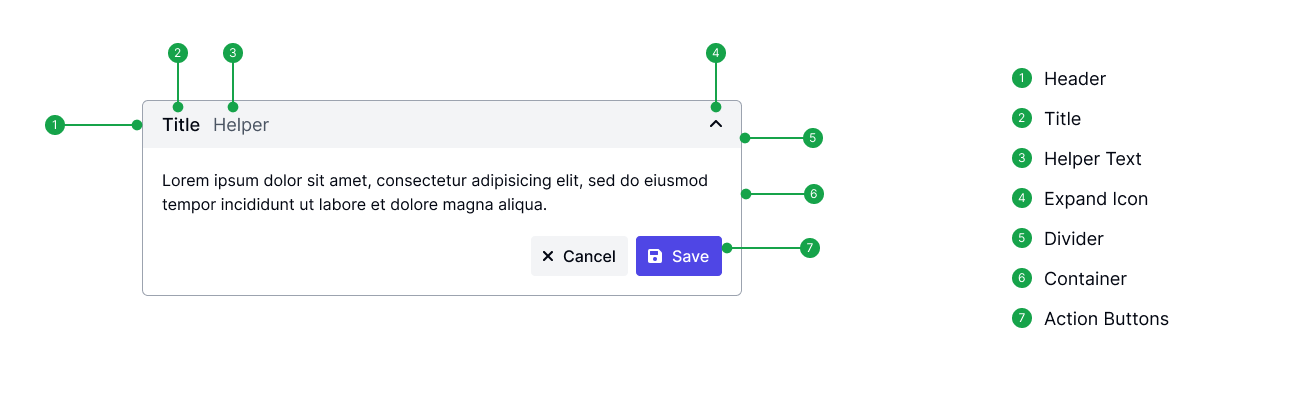 2 3 4
1 Title Helper
5
Lorem ipsum dolor sit amet, consectetur adipisicing elit, sed do eiusmod
6
tempor incididunt ut labore et dolore magna aliqua.
Cancel Save 7
1 Header
2 Title
3 Helper Text
4 Expand Icon
5 Divider
6 Container
7 Action Buttons